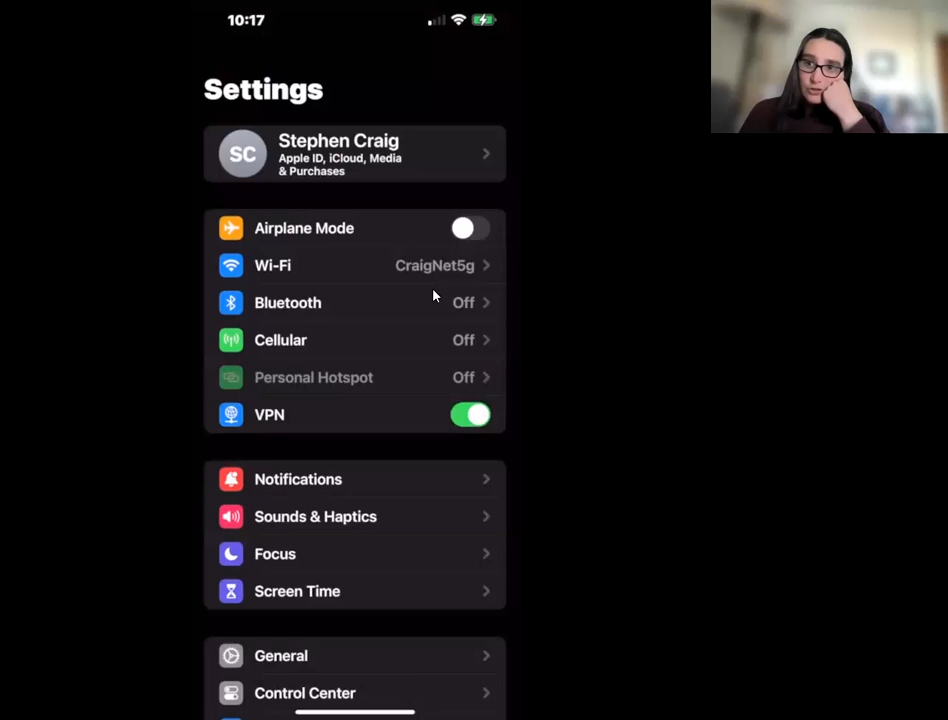 10:17
Settings
SC
Stephen Craig
Apple ID, iCloud, Media
& Purchases
Airplane Mode
Wi-Fi CraigNet5g
Bluetooth Off
Cellular Off
Personal Hotspot Off
VPN
Notifications
Sounds & Haptics
Focus
Screen Time
General
Control Center